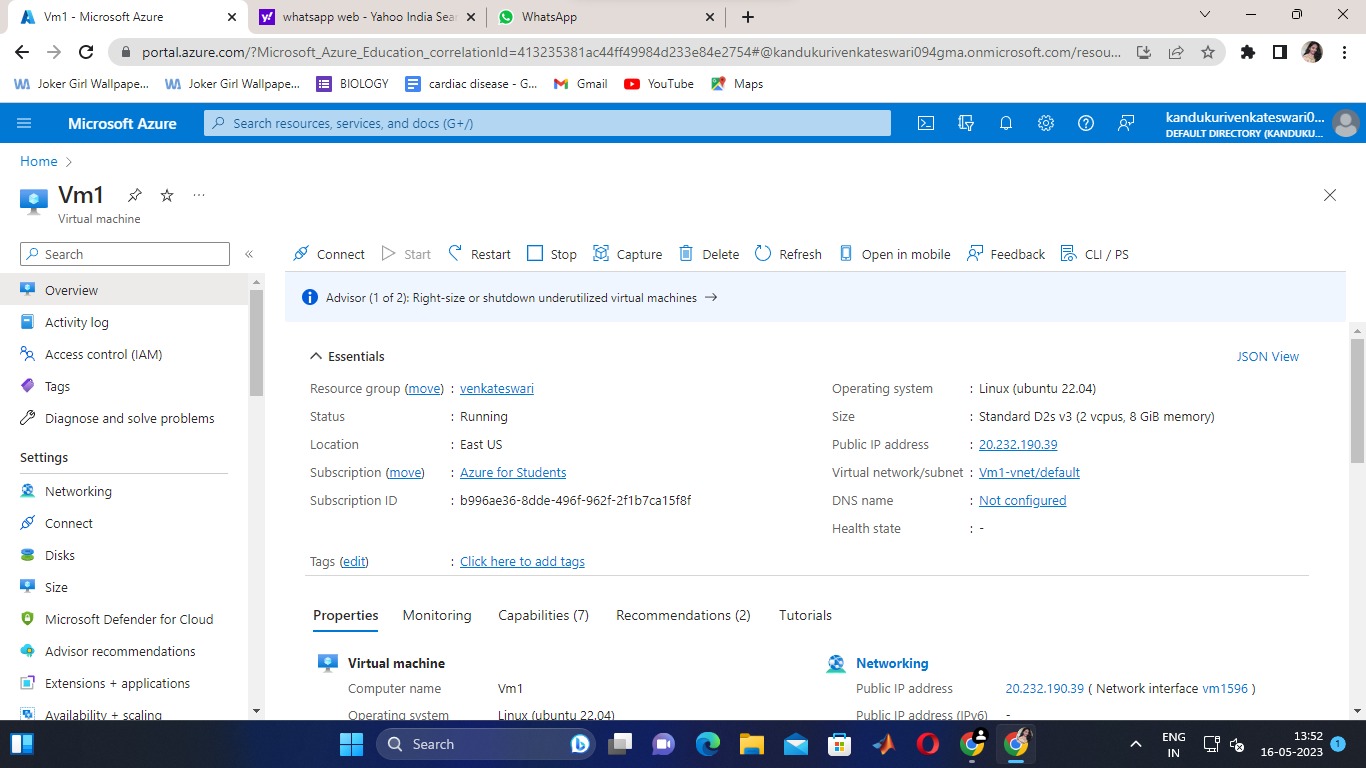 Vm1 - Microsoft Azure
whatsapp web - Yahoo India Sear
WhatsApp
portal.azure.com/?Microsoft_Azure_Education_correlationId=413235381ac44ff49984d233e84e2754#@kandukurivenkateswari094gma.onmicrosoft.com/resou...
Joker Girl Wallpape...
Joker Girl Wallpape...
BIOLOGY
cardiac disease - G...
Gmail
YouTube
Maps
Microsoft Azure
Search resources, services, and docs (G+/)
kandukurivenkateswari0...
DEFAULT DIRECTORY (KANDUKU...
Home
Vm1
Virtual machine
Search
Connect
Start
Restart
Stop
Capture
Delete
Refresh
Open in mobile
Feedback
CLI / PS
Overview
Activity log
Access control (IAM)
Tags
Diagnose and solve problems
Settings
Networking
Connect
Disks
Size
Microsoft Defender for Cloud
Advisor recommendations
Extensions + applications
Availability + scaling
Advisor (1 of 2): Right-size or shutdown underutilized virtual machines →
Essentials
JSON View
Resource group (move) : venkateswari
Status : Running
Location : East US
Subscription (move) : Azure for Students
Subscription ID : b996ae36-8dde-496f-962f-2f1b7ca15f8f
Operating system : Linux (ubuntu 22.04)
Size : Standard D2s v3 (2 vcpus, 8 GiB memory)
Public IP address : 20.232.190.39
Virtual network/subnet : Vm1-vnet/default
DNS name : Not configured
Health state : -
Tags (edit) : Click here to add tags
Properties
Monitoring
Capabilities (7)
Recommendations (2)
Tutorials
Virtual machine
Computer name Vm1
Operating system Linux (ubuntu 22.04)
Networking
Public IP address 20.232.190.39 ( Network interface vm1596 )
Public IP address (IPv6) -
Search
ENG
IN
13:52
16-05-2023
1